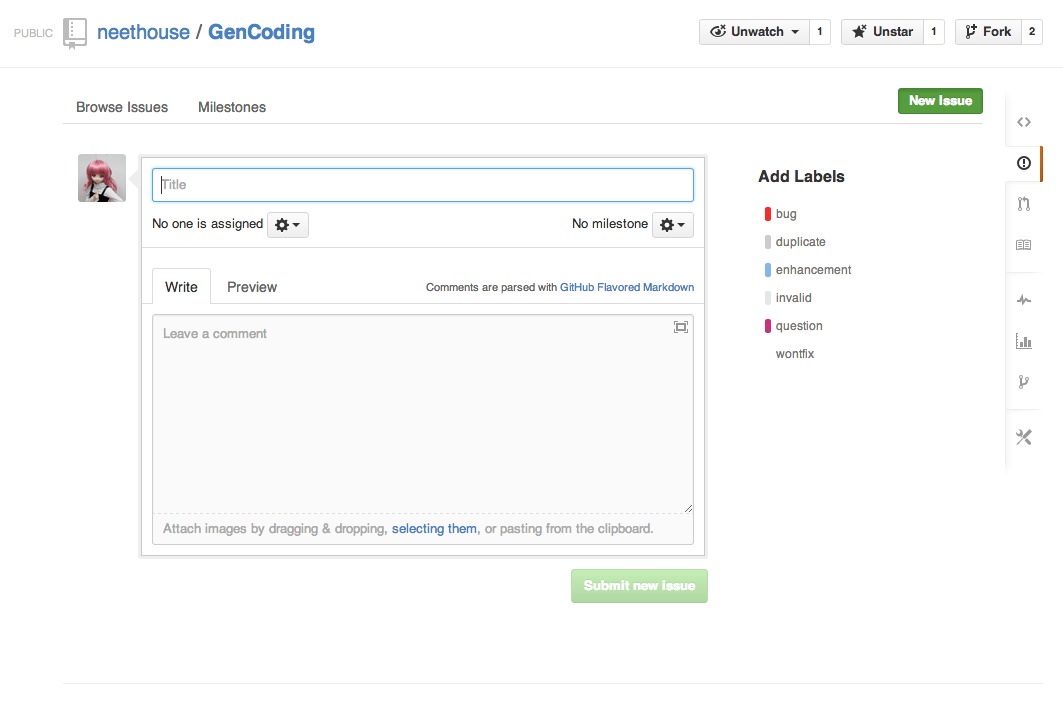 PUBLIC neethouse / GenCoding Unwatch 1 Unstar 1 Fork 2
Browse Issues Milestones New Issue
Title
No one is assigned No milestone
Write Preview Comments are parsed with GitHub Flavored Markdown
Leave a comment
Attach images by dragging & dropping, selecting them, or pasting from the clipboard.
Submit new issue
Add Labels
bug
duplicate
enhancement
invalid
question
wontfix